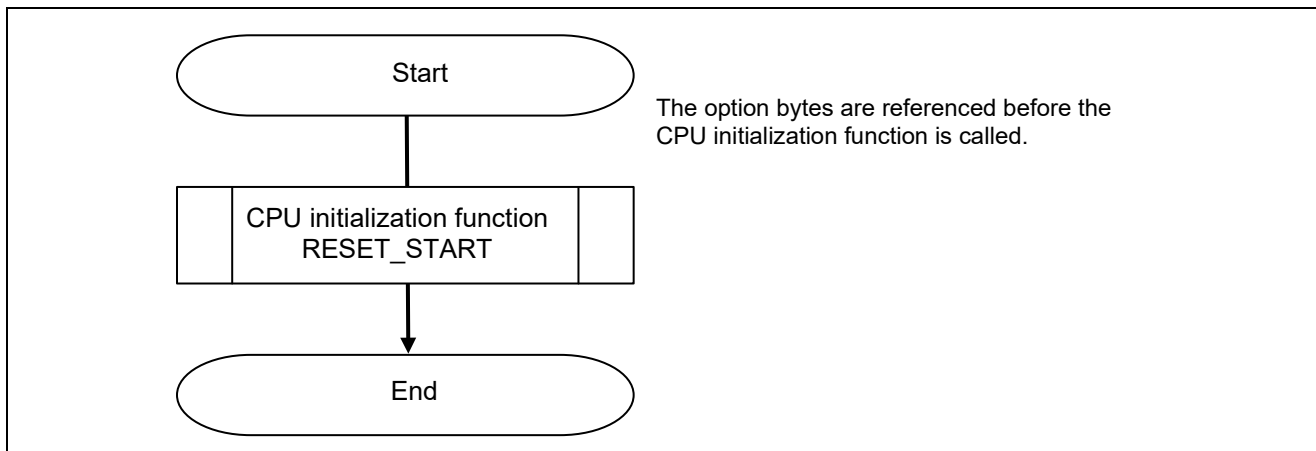 Start
The option bytes are referenced before the
CPU initialization function is called.
CPU initialization function
RESET_START
End